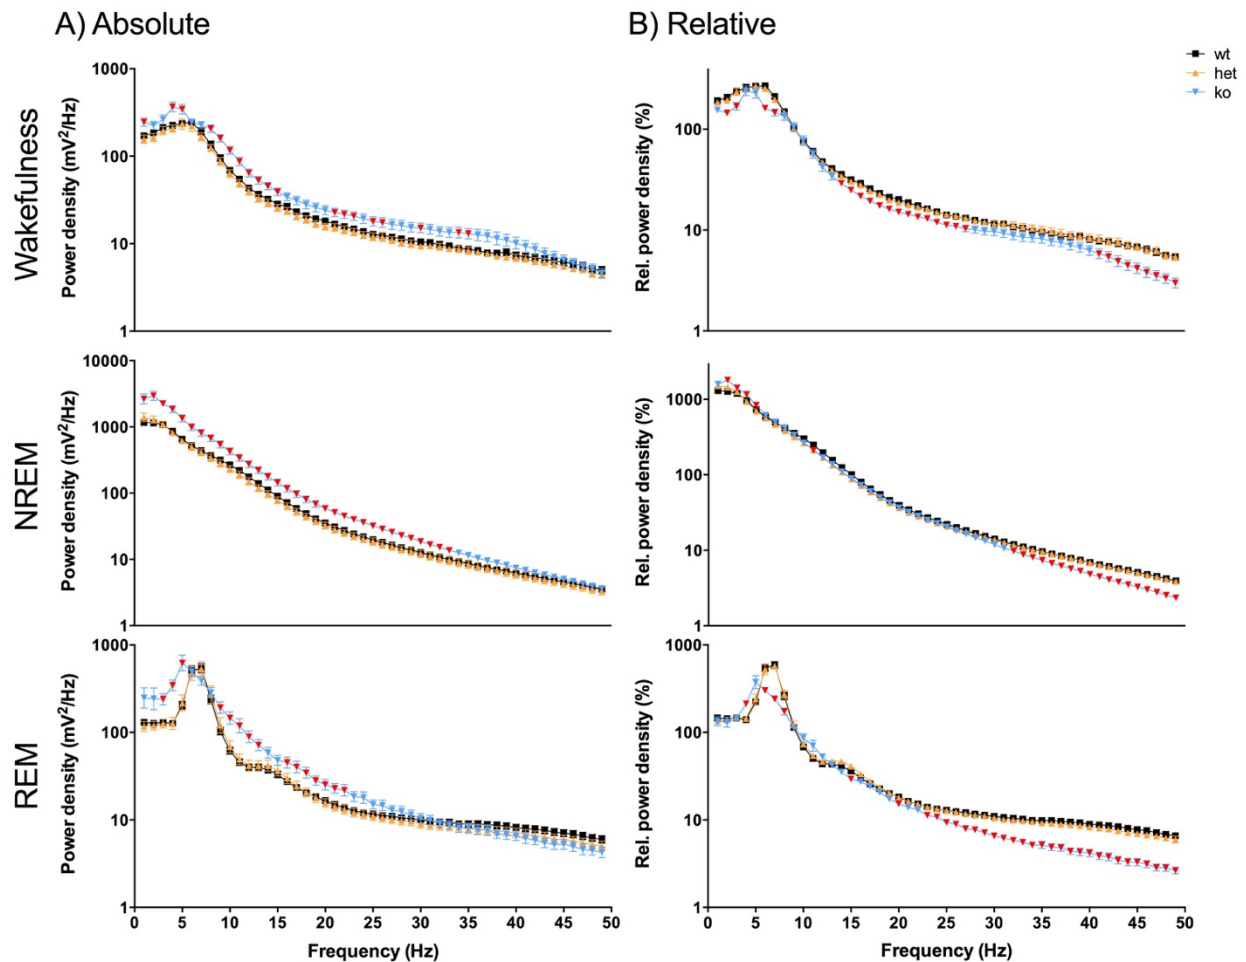 A) Absolute
B) Relative
wt
het
ko
Wakefulness
Power density (mV²/Hz)
1000
100
10
1
Rel. power density (%)
100
10
1
NREM
Power density (mV²/Hz)
10000
1000
100
10
1
Rel. power density (%)
1000
100
10
1
REM
Power density (mV²/Hz)
1000
100
10
1
0 5 10 15 20 25 30 35 40 45 50
Frequency (Hz)
Rel. power density (%)
1000
100
10
1
0 5 10 15 20 25 30 35 40 45 50
Frequency (Hz)